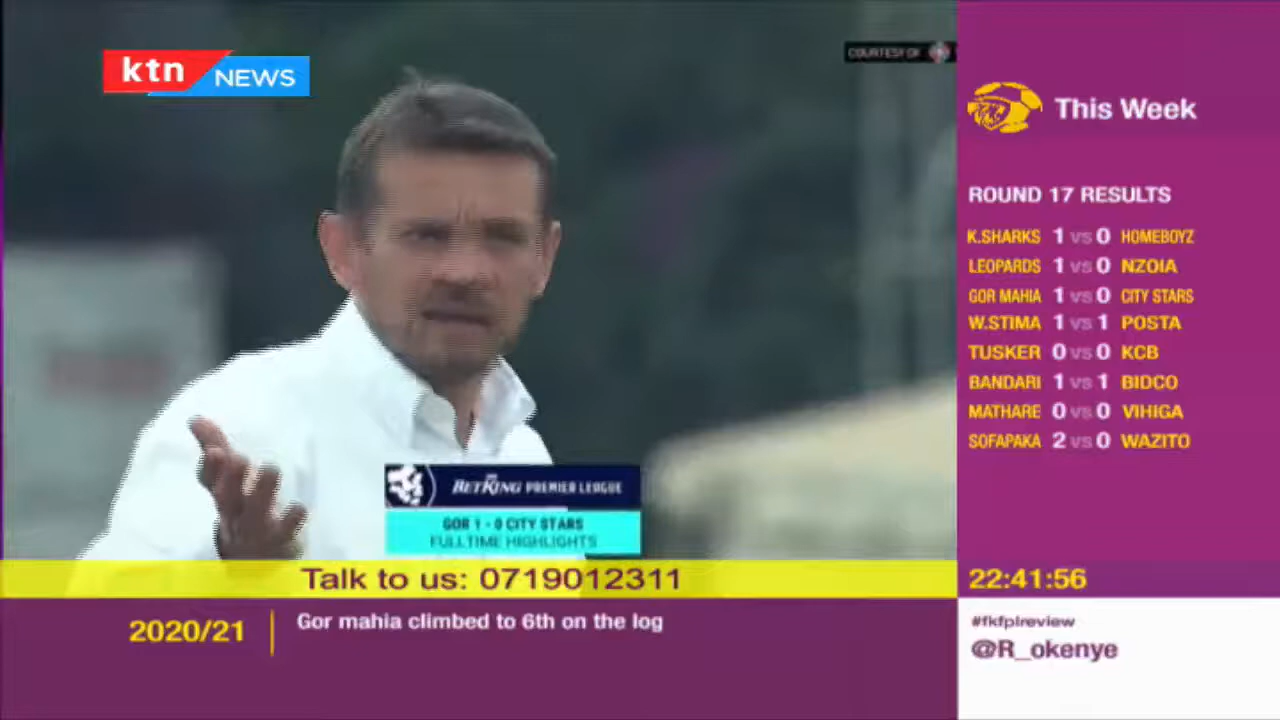 ktn NEWS
COURTESY OF
This Week
ROUND 17 RESULTS
K.SHARKS 1 vs 0 HOMEBOYZ
LEOPARDS 1 vs 0 NZOIA
GOR MAHIA 1 vs 0 CITY STARS
W.STIMA 1 vs 1 POSTA
TUSKER 0 vs 0 KCB
BANDARI 1 vs 1 BIDCO
MATHARE 0 vs 0 VIHIGA
SOFAPAKA 2 vs 0 WAZITO
BETKING PREMIER LEAGUE
GOR 1 - 0 CITY STARS
FULLTIME HIGHLIGHTS
Talk to us: 0719012311
22:41:56
2020/21
Gor mahia climbed to 6th on the log
#fkfplreview
@R_okenye